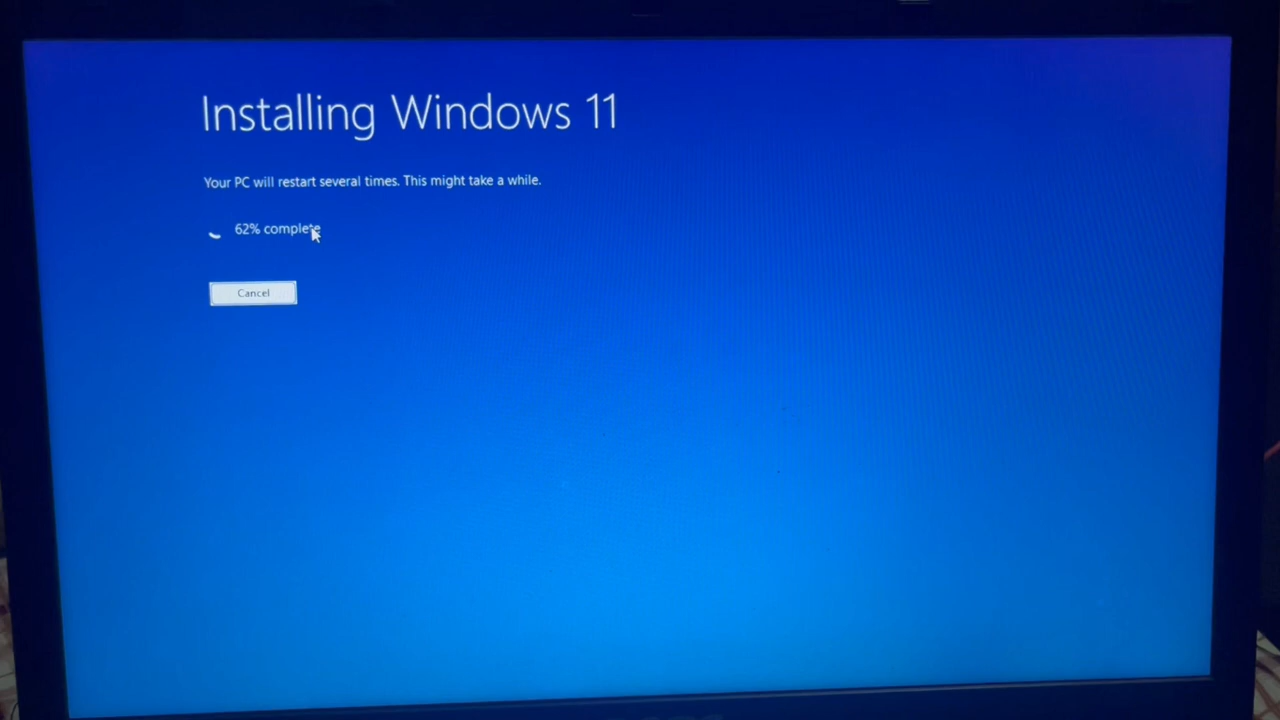 Installing Windows 11
Your PC will restart several times. This might take a while.
62% complete
Cancel